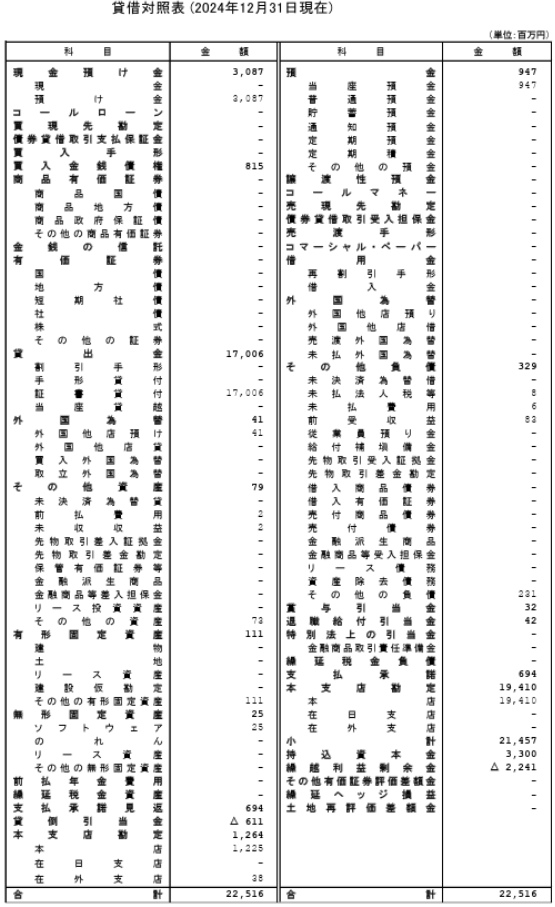 貸借対照表 (2024年12月31日現在)
(単位:百万円)
科 目 金 額
現金預け金 3,087
現金 -
預け金 3,087
コールローン -
買現先勘定 -
債券貸借取引支払保証金 -
買入手形 -
買入金銭債権 815
商品有価証券 -
商品国債 -
商品地方債 -
商品政府保証債 -
その他の商品有価証券 -
金銭の信託 -
有価証券 -
国債 -
地方債 -
短期社債 -
社債 -
株式 -
その他の証券 -
貸出金 17,006
割引手形 -
手形貸付 -
証書貸付 17,006
当座貸越 -
外国為替 41
外国他店預け 41
外国他店貸 -
買入外国為替 -
取立外国為替 -
その他資産 79
未決済為替貸 -
前払費用 2
未収収益 2
先物取引差入証拠金 -
先物取引差金勘定 -
保管有価証券等 -
金融派生商品 -
金融商品等差入担保金 -
リース投資資産 -
その他の資産 73
有形固定資産 111
建物 -
土地 -
リース資産 -
建設仮勘定 -
その他の有形固定資産 111
無形固定資産 25
ソフトウェア 25
のれん -
リース資産 -
その他の無形固定資産 -
前払年金費用 -
繰延税金資産 -
支払承諾見返 694
貸倒引当金 △ 611
本支店勘定 1,264
本店 1,225
在日支店 -
在外支店 38
合計 22,516
科 目 金 額
預金 947
当座預金 947
普通預金 -
貯蓄預金 -
通知預金 -
定期預金 -
定期積金 -
その他の預金 -
譲渡性預金 -
コールマネー -
売現先勘定 -
債券貸借取引受入担保金 -
売渡手形 -
コマーシャル・ペーパー -
借用金 -
再割引手形 -
借入金 -
外国為替 -
外国他店預り -
外国他店借 -
売渡外国為替 -
未払外国為替 -
その他負債 329
未決済為替借 -
未払法人税等 8
未払費用 6
前受収益 83
従業員預り金 -
給付補填備金 -
先物取引受入証拠金 -
先物取引差金勘定 -
借入商品債券 -
借入有価証券 -
売付商品債券 -
売付債券 -
金融派生商品 -
金融商品等受入担保金 -
リース債務 -
資産除去債務 -
その他の負債 231
賞与引当金 32
退職給付引当金 42
特別法上の引当金 -
金融商品取引責任準備金 -
繰延税金負債 -
支払承諾 694
本支店勘定 19,410
本店 19,410
在日支店 -
在外支店 -
小計 21,457
持込資本金 3,300
繰越利益剰余金 △ 2,241
その他有価証券評価差額金 -
繰延ヘッジ損益 -
土地再評価差額金 -
合計 22,516